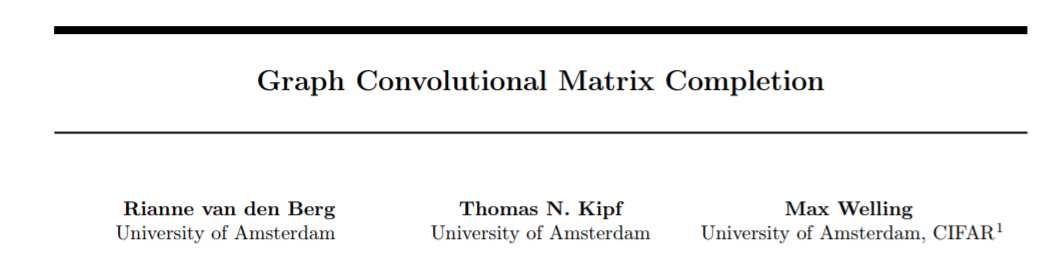 Graph Convolutional Matrix Completion
Rianne van den Berg
University of Amsterdam
Thomas N. Kipf
University of Amsterdam
Max Welling
University of Amsterdam, CIFAR¹